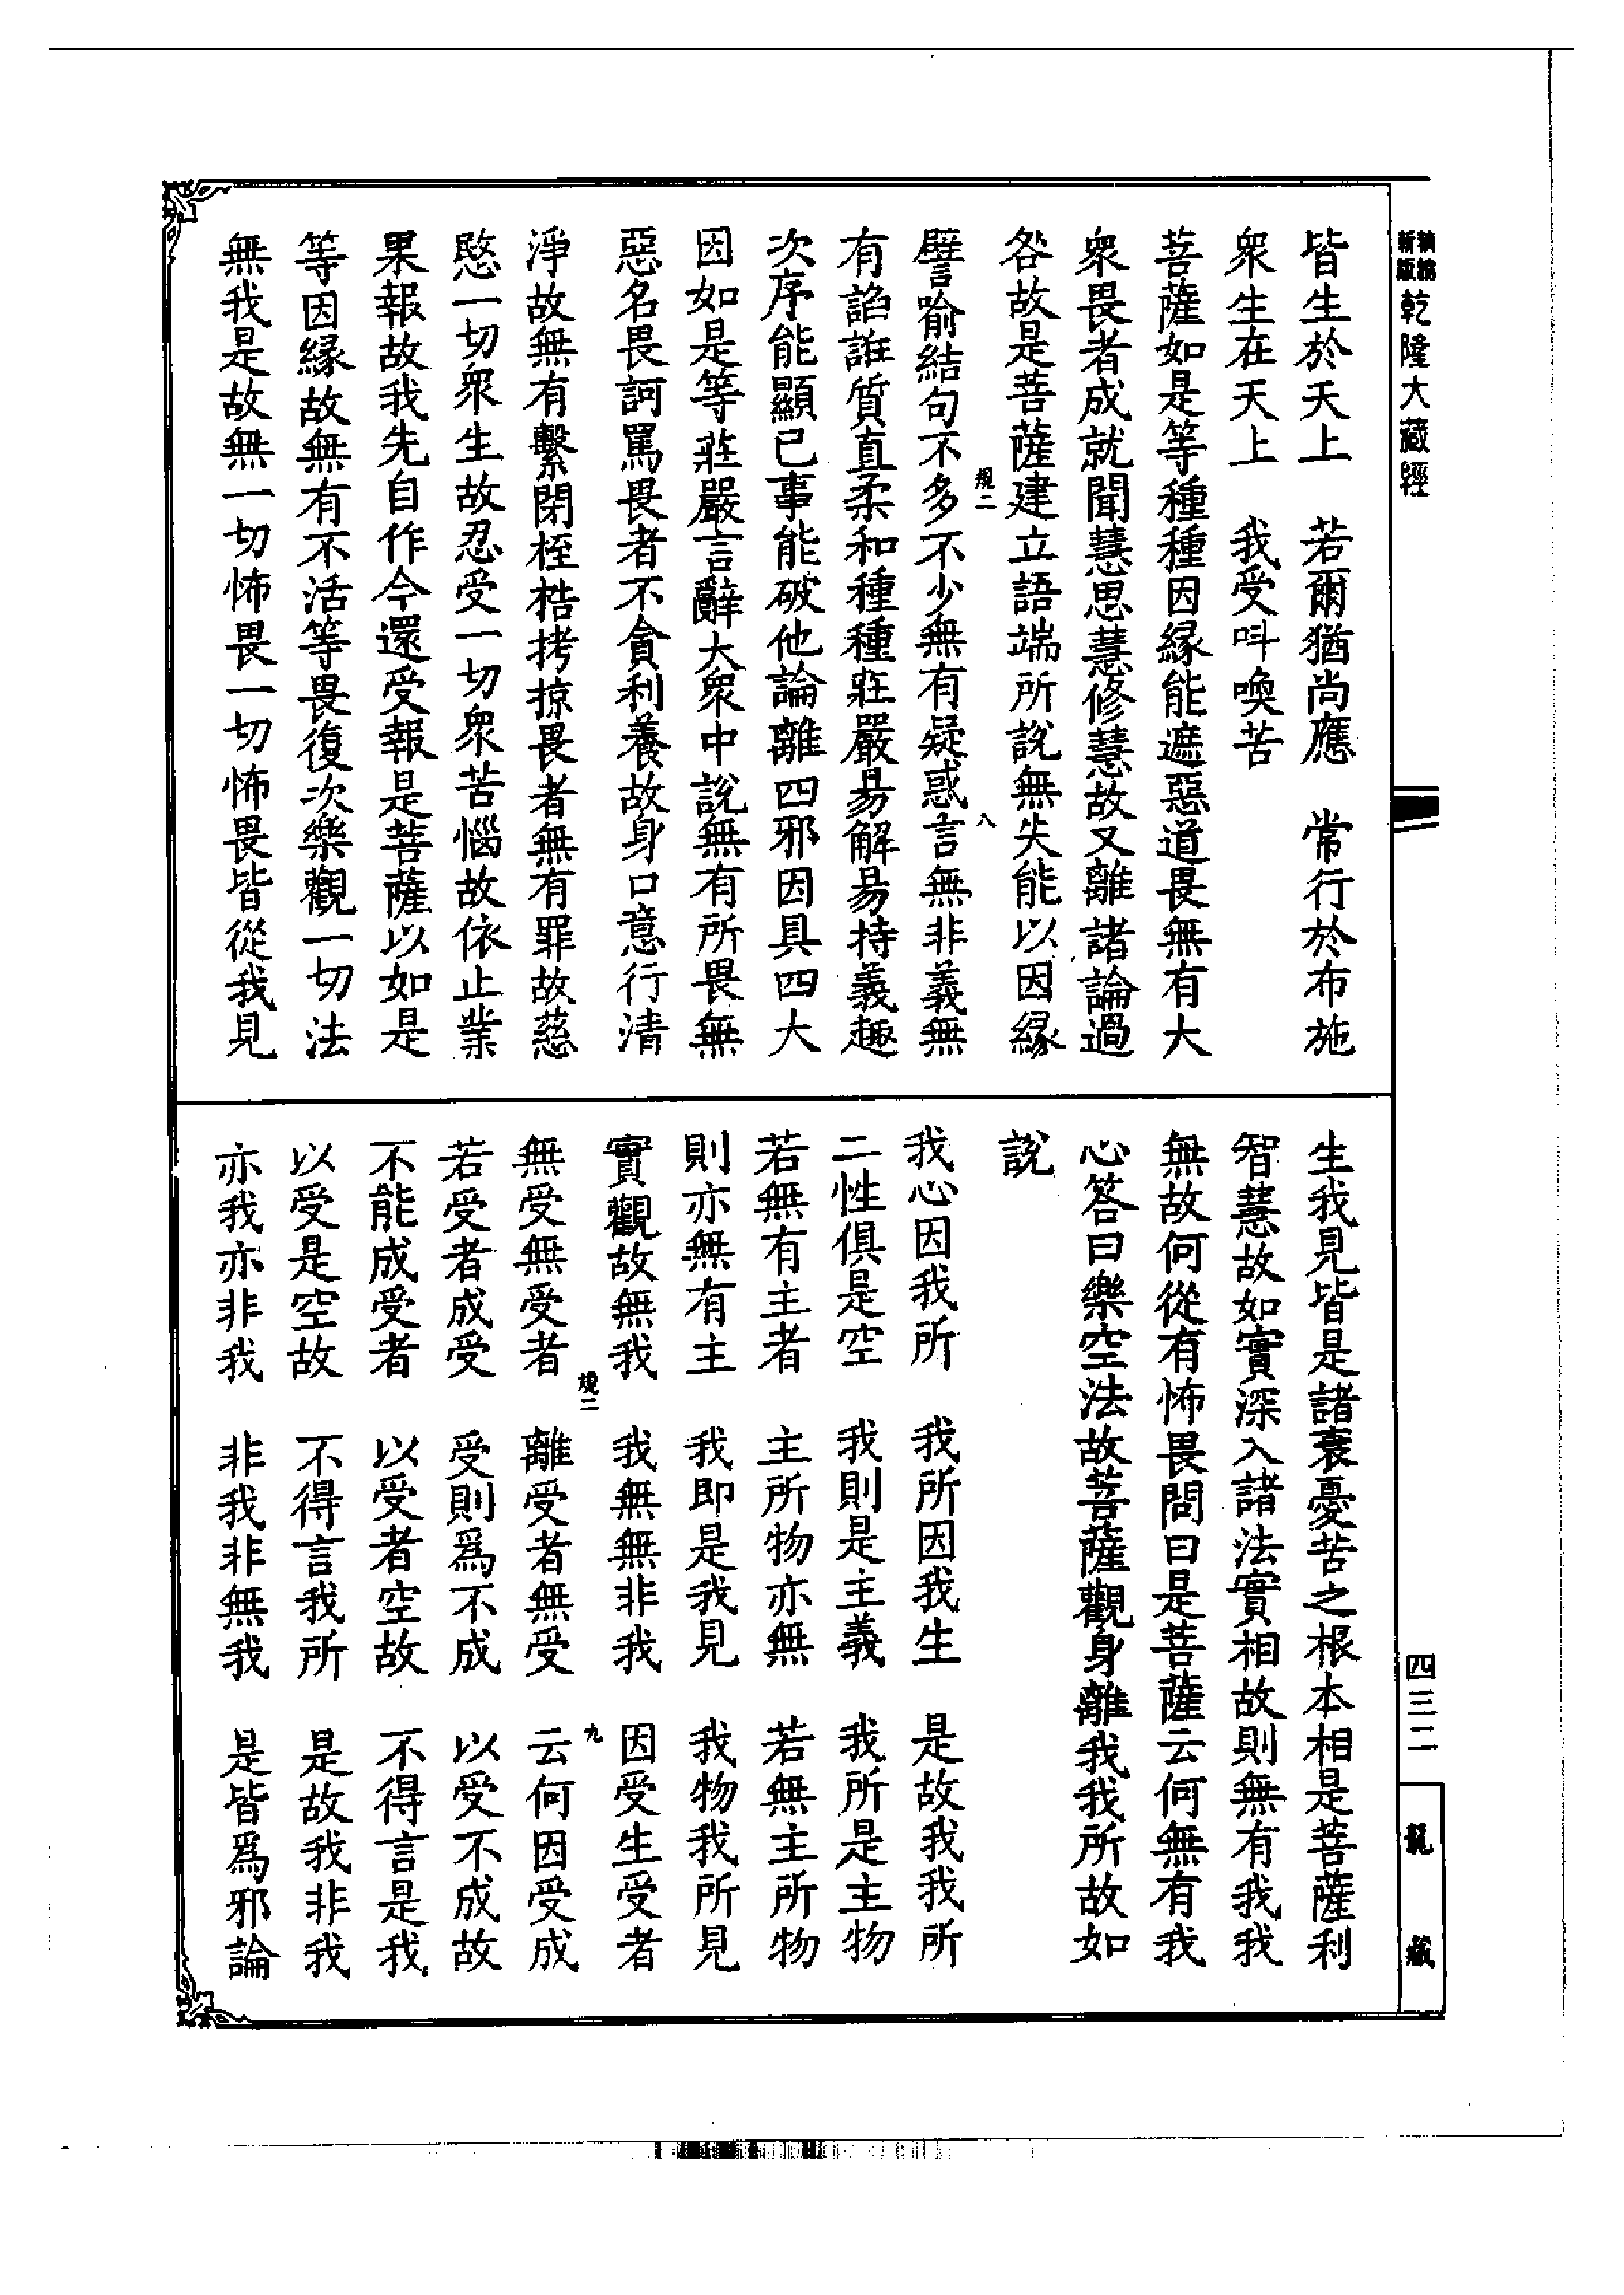 新編縮版乾隆大藏經
皆生於天上　若爾猶尚應　常行於布施
衆生在天上　我受叫喚苦
菩薩如是等種種因緣能遮惡道畏無有大
衆畏者成就聞慧思慧修慧故又離諸論過
咎故是菩薩建立語端所說無失能以因緣
規二　八
譬喻結句不多不少無有疑惑言無非義無
有諂誑質直柔和種種莊嚴易解易持義趣
次序能顯已事能破他論離四邪因具四大
因如是等莊嚴言辭大衆中說無有所畏無
惡名畏訶罵畏者不貪利養故身口意行清
淨故無有繫閉桎梏拷掠畏者無有罪故慈
愍一切衆生故忍受一切衆苦惱故依止業
果報故我先自作今還受報是菩薩以如是
等因緣故無有不活等畏復次樂觀一切法
無我是故無一切怖畏一切怖畏皆從我見
生我見皆是諸衰憂苦之根本相是菩薩利
智慧故如實深入諸法實相故則無有我我
無故何從有怖畏問曰是菩薩云何無有我
心答曰樂空法故菩薩觀身離我我所故如
說
我心因我所　我所因我生　是故我我所
二性俱是空　我則是主義　我所是主物
若無有主者　主所物亦無　若無主所物
則亦無有主　我即是我見　我物我所見
實觀故無我　我無無非我　因受生受者
規二　九
無受無受者　離受者無受　云何因受成
若受者成受　受則爲不成　以受不成故
不能成受者　以受者空故　不得言是我
以受是空故　不得言我所　是故我非我
亦我亦非我　非我非無我　是皆爲邪論
四三二
龍藏